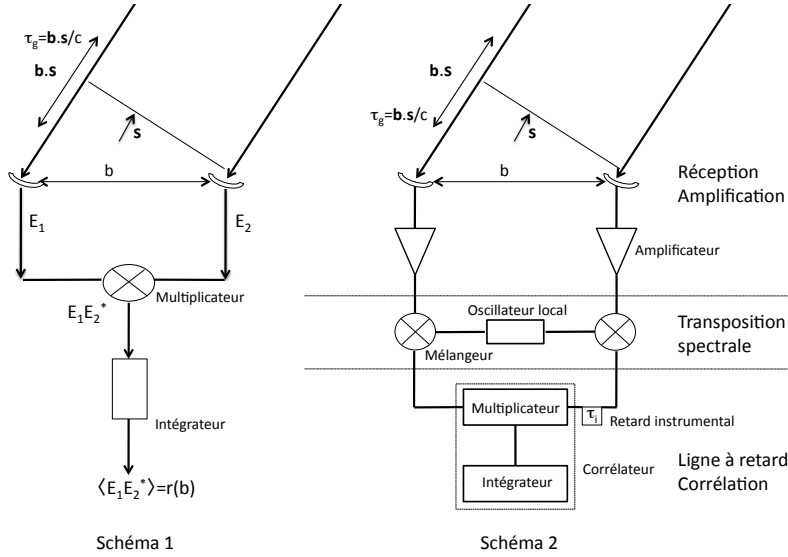 τg=b.s/c
b.s
s
b
E1
E2
Multiplicateur
E1E2*
Intégrateur
⟨E1E2*⟩=r(b)
Schéma 1
b.s
τg=b.s/c
s
b
Réception
Amplification
Amplificateur
Oscillateur local
Mélangeur
Transposition
spectrale
Multiplicateur
τi
Retard instrumental
Corrélateur
Intégrateur
Ligne à retard
Corrélation
Schéma 2